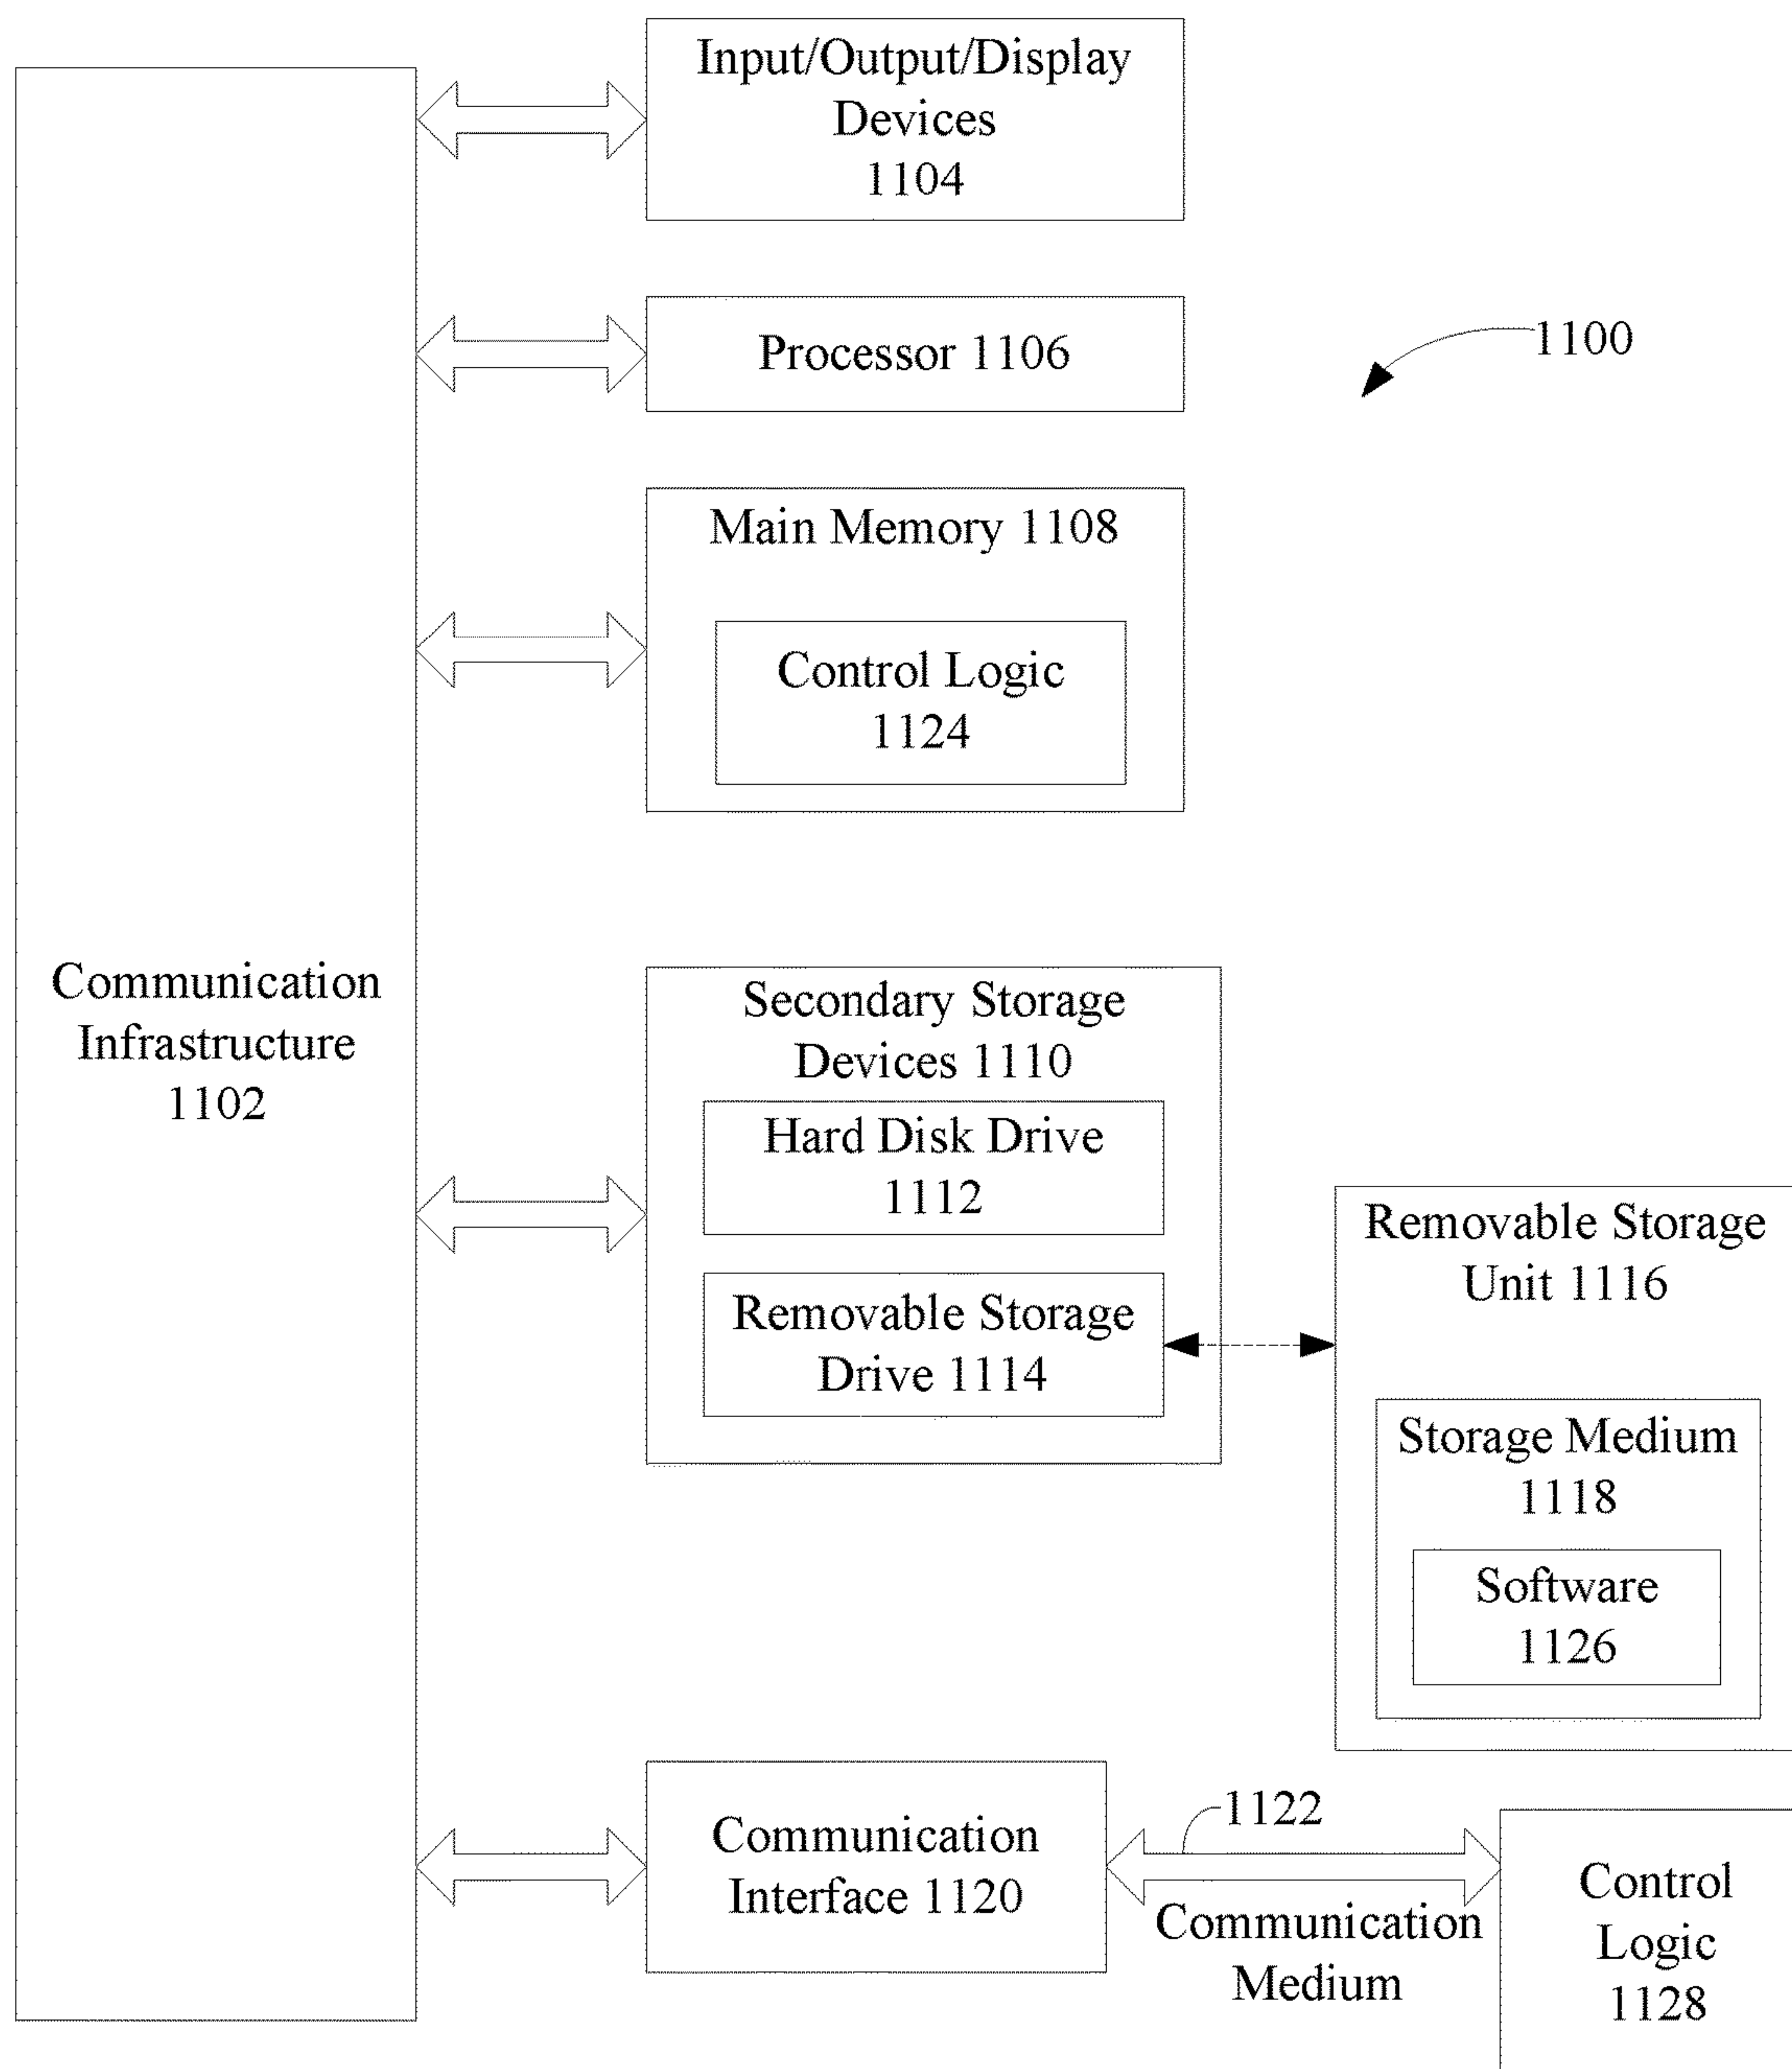 Input/Output/Display
Devices
1104
Processor 1106
1100
Main Memory 1108
Control Logic
1124
Communication
Infrastructure
1102
Secondary Storage
Devices 1110
Hard Disk Drive
1112
Removable Storage
Drive 1114
Removable Storage
Unit 1116
Storage Medium
1118
Software
1126
Communication
Interface 1120
1122
Communication
Medium
Control
Logic
1128